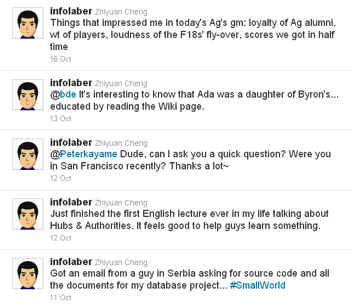 infolaber Zhiyuan Cheng
Things that impressed me in today's Ag's gm: loyalty of Ag alumni,
wt of players, loudness of the F18s' fly-over, scores we got in half
time
16 Oct
infolaber Zhiyuan Cheng
@bde It's interesting to know that Ada was a daughter of Byron's...
educated by reading the Wiki page.
13 Oct
infolaber Zhiyuan Cheng
@Peterkayame Dude, can I ask you a quick question? Were you
in San Francisco recently? Thanks a lot~
12 Oct
infolaber Zhiyuan Cheng
Just finished the first English lecture ever in my life talking about
Hubs & Authorities. It feels good to help guys learn something.
12 Oct
infolaber Zhiyuan Cheng
Got an email from a guy in Serbia asking for source code and all
the documents for my database project... #SmallWorld
11 Oct